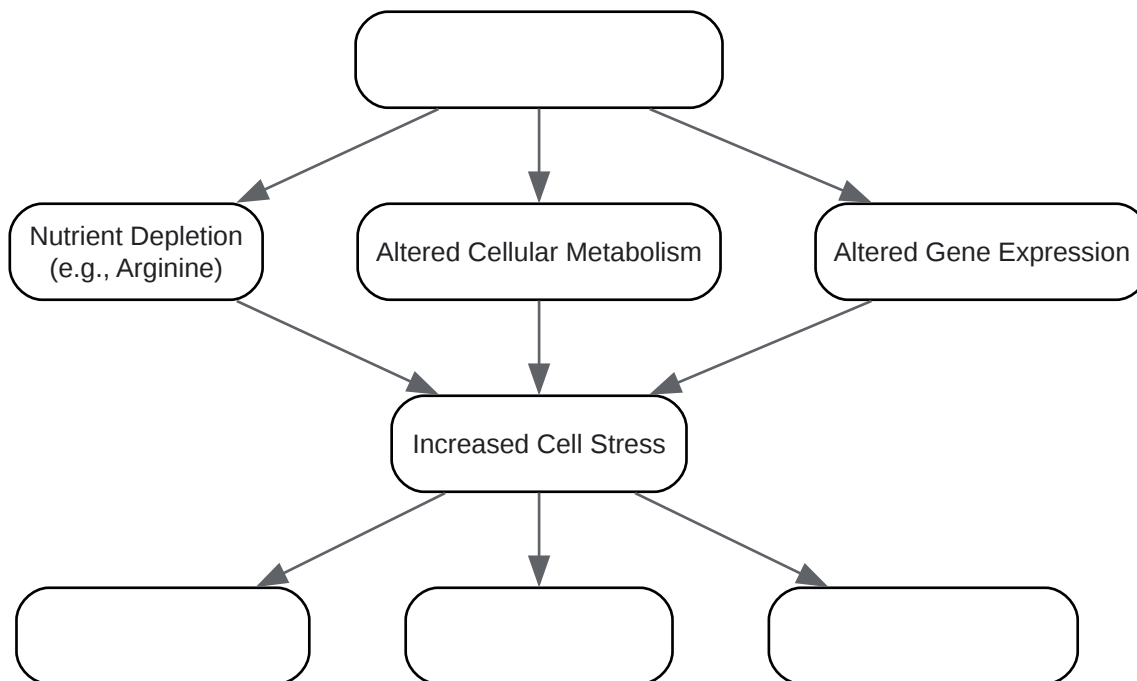 Nutrient Depletion
(e.g., Arginine)
Altered Cellular Metabolism
Altered Gene Expression
Increased Cell Stress